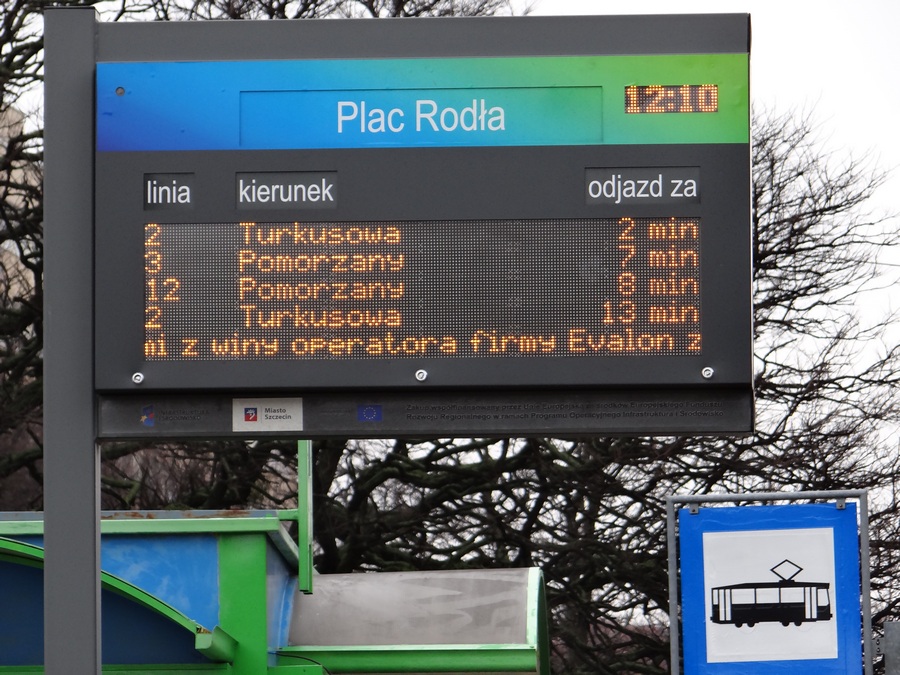 Plac Rodła
12:10
linia kierunek odjazd za
2 Turkusowa 2 min
3 Pomorzany 7 min
12 Pomorzany 8 min
2 Turkusowa 13 min
mi z winy operatora firmy Evalon z
Miasto
Szczecin